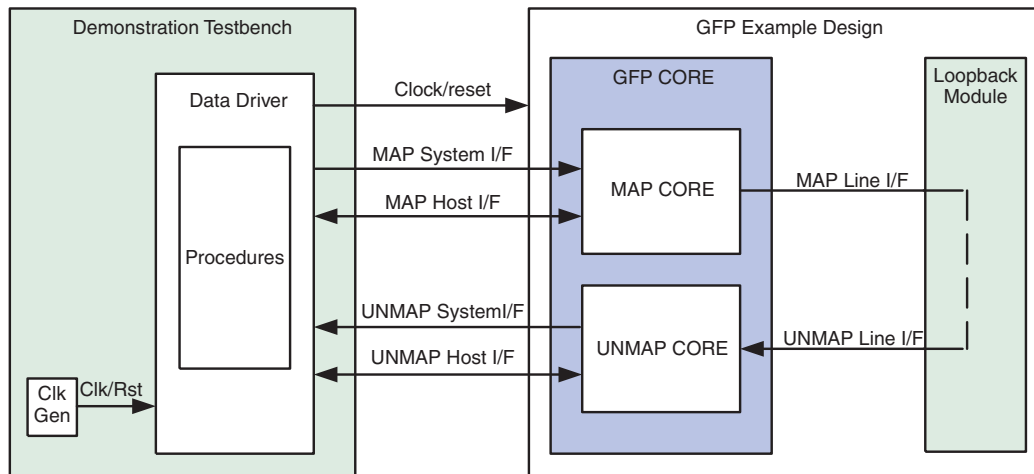 Demonstration Testbench
GFP Example Design
Data Driver
Clock/reset
GFP CORE
Loopback
Module
MAP System I/F
MAP CORE
MAP Line I/F
MAP Host I/F
Procedures
UNMAP SystemI/F
UNMAP CORE
UNMAP Line I/F
UNMAP Host I/F
Clk
Gen
Clk/Rst